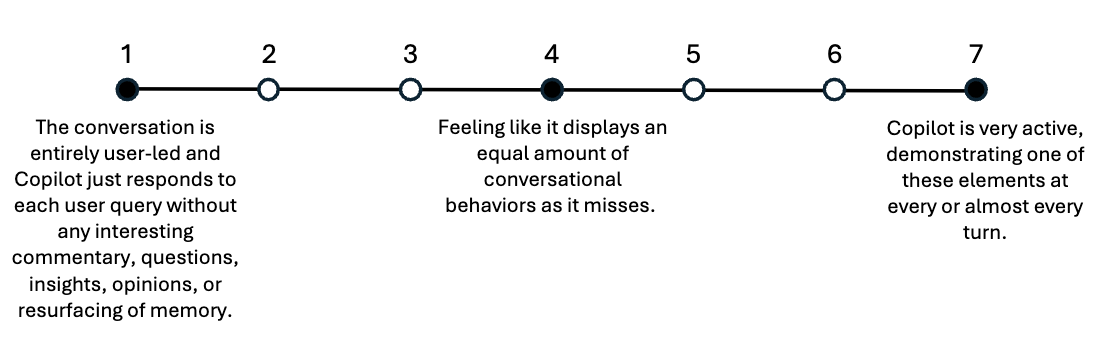 1 2 3 4 5 6 7
The conversation is
entirely user-led and
Copilot just responds to
each user query without
any interesting
commentary, questions,
insights, opinions, or
resurfacing of memory.
Feeling like it displays an
equal amount of
conversational
behaviors as it misses.
Copilot is very active,
demonstrating one of
these elements at
every or almost every
turn.